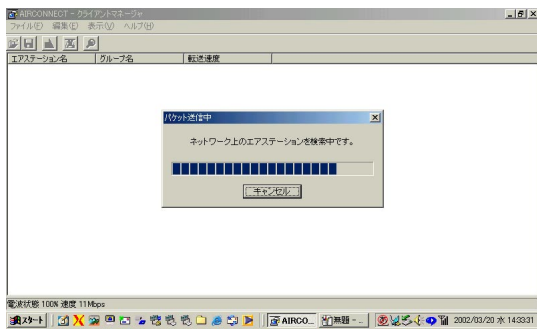 AIRCONNECT - クライアントマネージャ
ファイル(F) 編集(E) 表示(V) ヘルプ(H)
エアステーション名 グループ名 転送速度
パケット送信中
ネットワーク上のエアステーションを検索中です。
キャンセル
電波状態 100% 速度 11Mbps
スタート AIRCO... 無題 - ... 2002/03/20 水 14:33:31